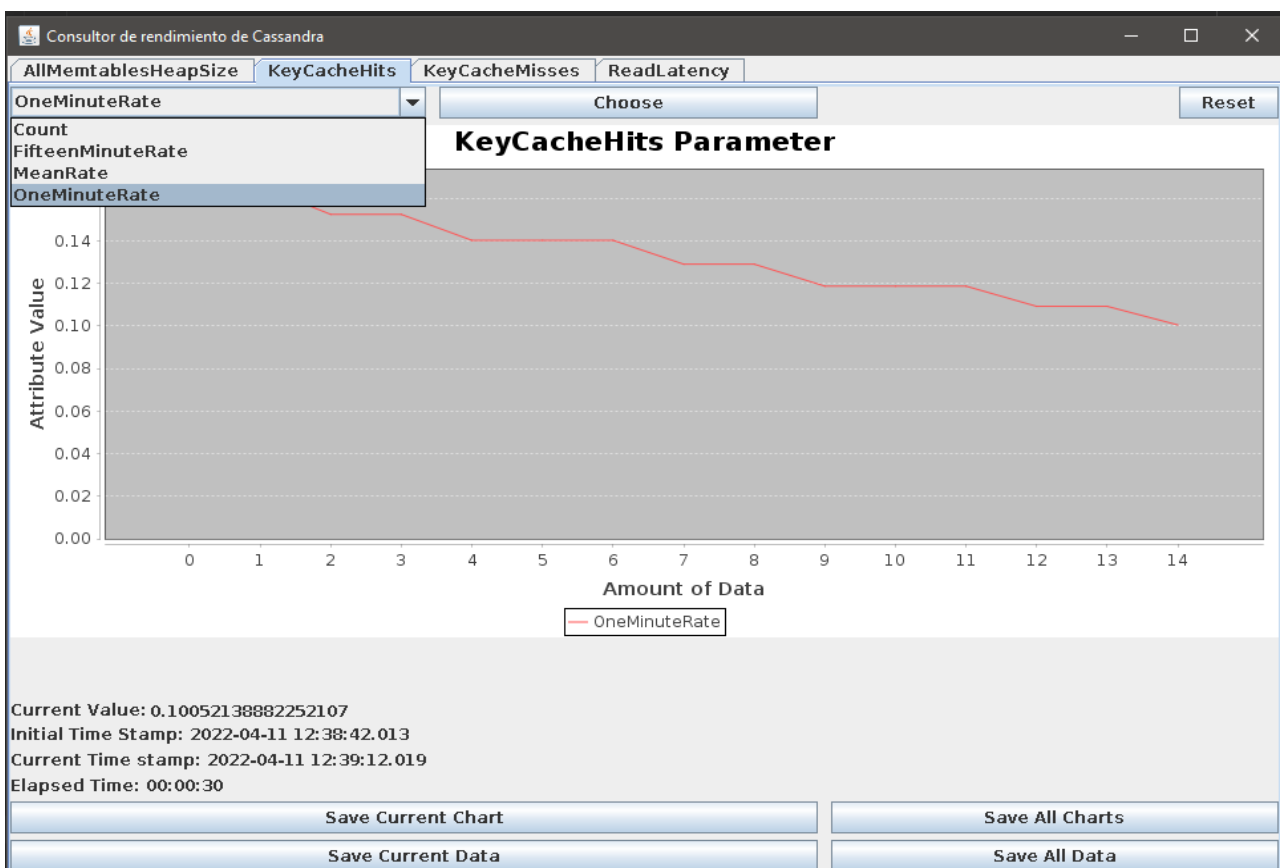 Consultor de rendimiento de Cassandra
AllMemtablesHeapSize KeyCacheHits KeyCacheMisses ReadLatency
OneMinuteRate Choose Reset
Count
FifteenMinuteRate
MeanRate
OneMinuteRate
KeyCacheHits Parameter
Attribute Value
0.14
0.12
0.10
0.08
0.06
0.04
0.02
0.00
0 1 2 3 4 5 6 7 8 9 10 11 12 13 14
Amount of Data
OneMinuteRate
Current Value: 0.10052138882252107
Initial Time Stamp: 2022-04-11 12:38:42.013
Current Time stamp: 2022-04-11 12:39:12.019
Elapsed Time: 00:00:30
Save Current Chart Save All Charts
Save Current Data Save All Data